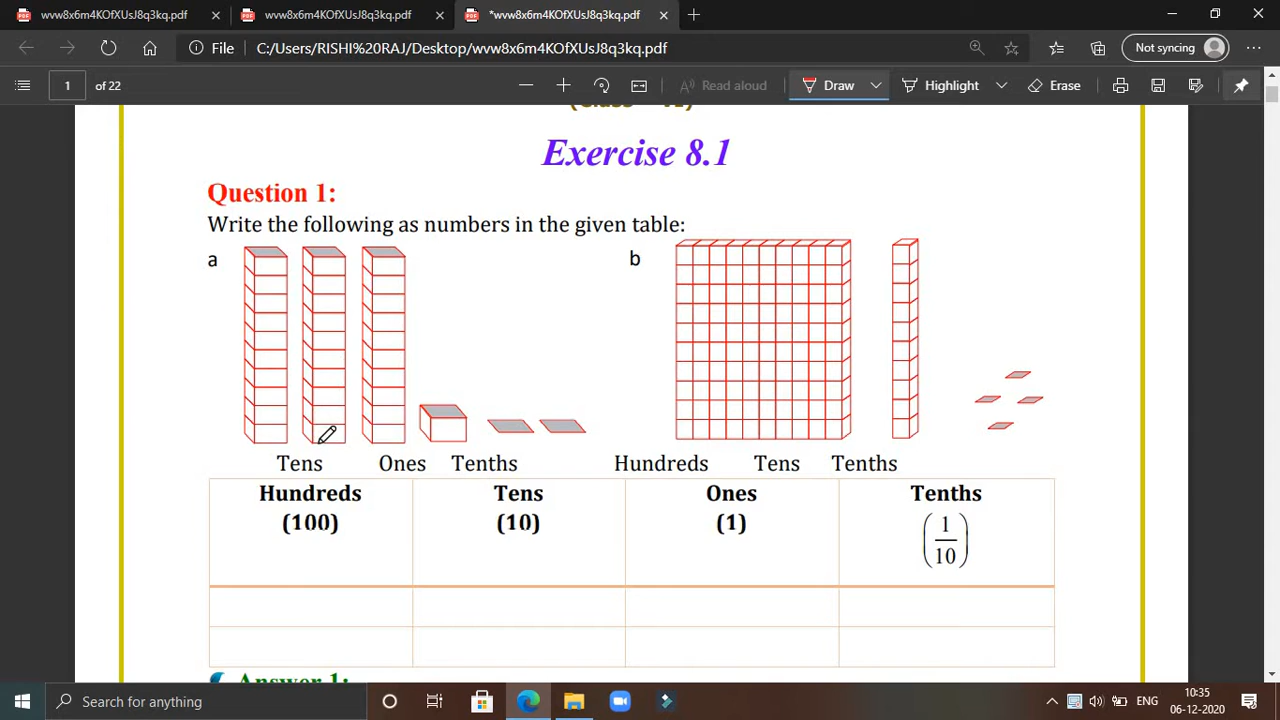 wvw8x6m4KOfXUsJ8q3kq.pdf
wvw8x6m4KOfXUsJ8q3kq.pdf
*wvw8x6m4KOfXUsJ8q3kq.pdf
File C:/Users/RISHI%20RAJ/Desktop/wvw8x6m4KOfXUsJ8q3kq.pdf
Not syncing
1 of 22
Read aloud
Draw
Highlight
Erase
Exercise 8.1
Question 1:
Write the following as numbers in the given table:
a b
Tens Ones Tenths Hundreds Tens Tenths
Hundreds Tens Ones Tenths
(100) (10) (1) (1/10)
Answer 1:
Type Search for anything
ENG
10:35
06-12-2020